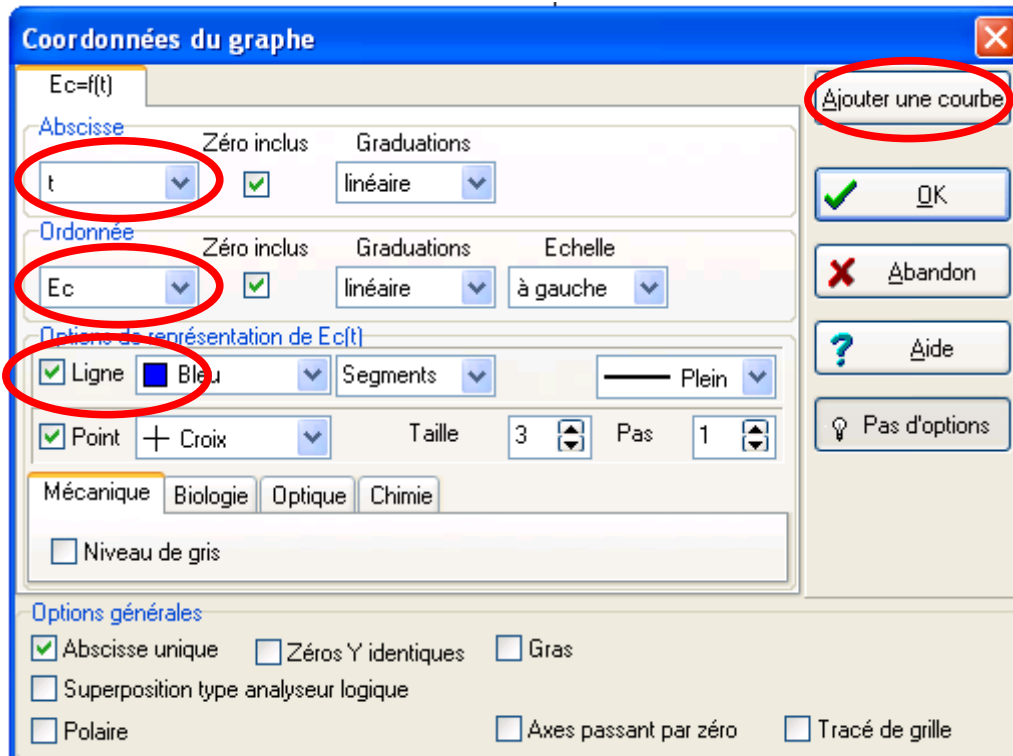 Coordonnées du graphe
Ec=f(t)
Ajouter une courbe
Abscisse
Zéro inclus Graduations
t linéaire
OK
Ordonnée
Zéro inclus Graduations Echelle
Ec linéaire à gauche
Abandon
Options de représentation de Ec(t)
Ligne Bleu Segments Plein
Aide
Point Croix Taille 3 Pas 1
Pas d'options
Mécanique Biologie Optique Chimie
Niveau de gris
Options générales
Abscisse unique Zéros Y identiques Gras
Superposition type analyseur logique
Polaire Axes passant par zéro Tracé de grille